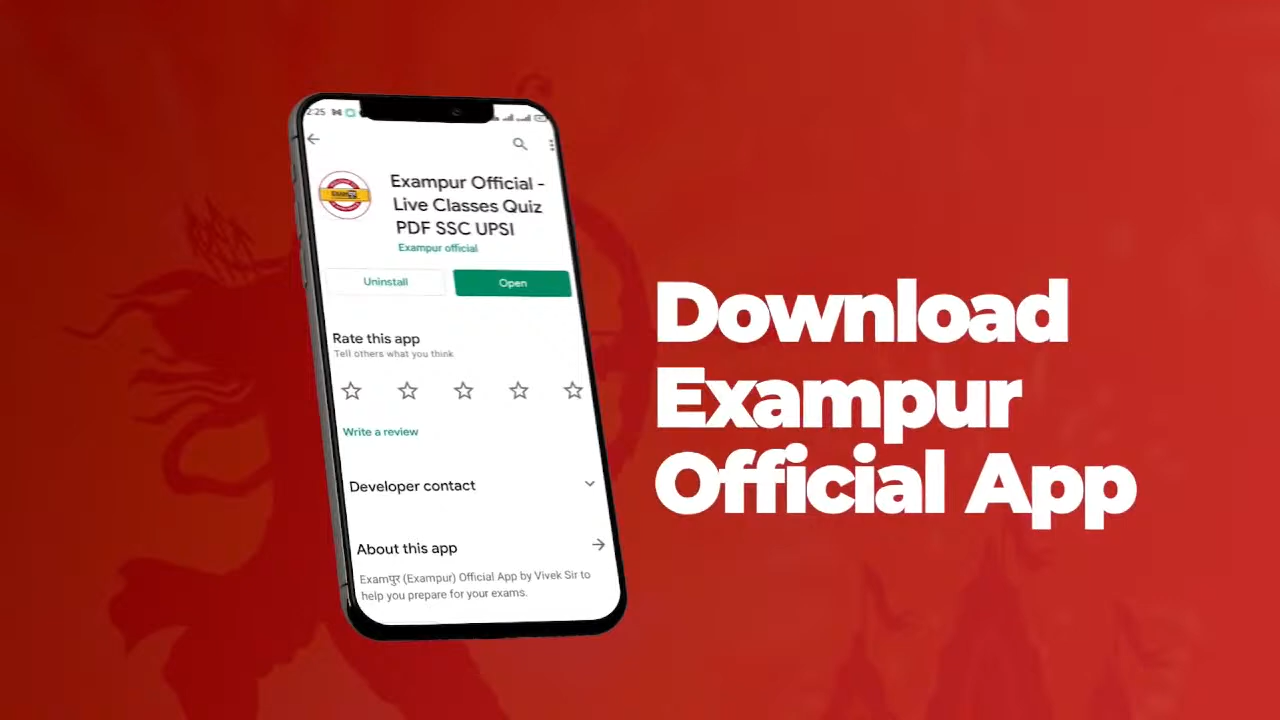 2:25
Exampur Official -
Live Classes Quiz
PDF SSC UPSI
Exampur official
Uninstall
Open
Rate this app
Tell others what you think
Write a review
Developer contact
About this app
Examपुर (Exampur) Official App by Vivek Sir to
help you prepare for your exams.
Download
Exampur
Official App